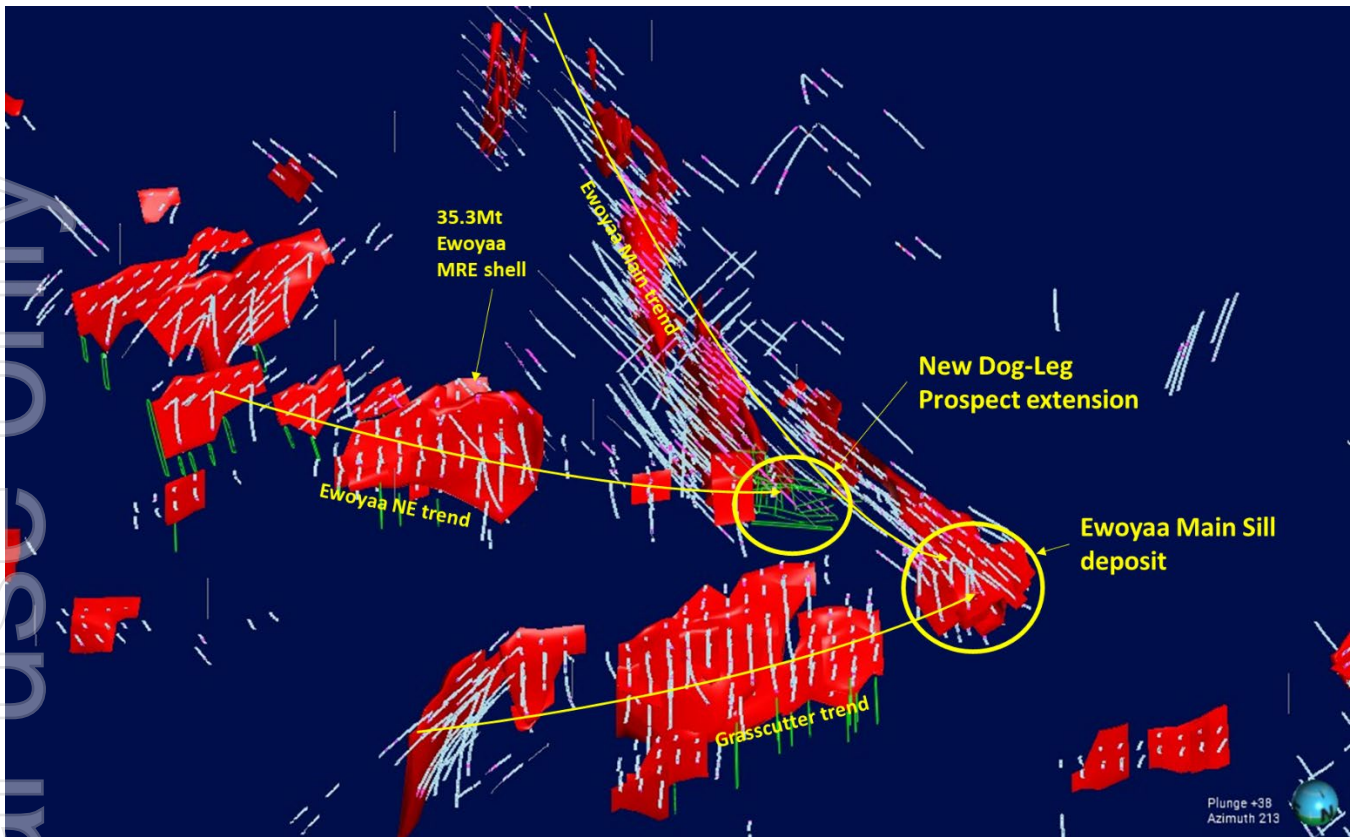 35.3Mt
Ewoyaa
MRE shell
Ewoyaa Main trend
New Dog-Leg
Prospect extension
Ewoyaa NE trend
Ewoyaa Main Sill
deposit
Grasscutter trend
Plunge +38
Azimuth 213
N